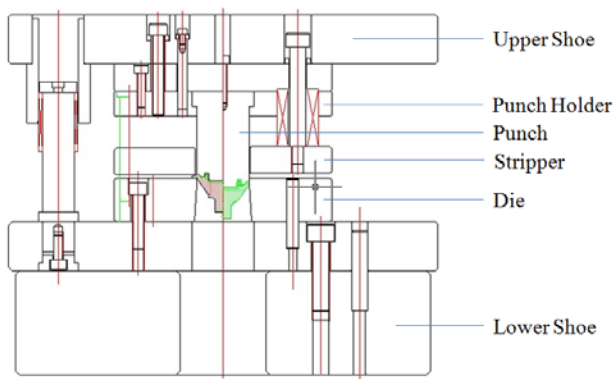 Upper Shoe
Punch Holder
Punch
Stripper
Die
Lower Shoe